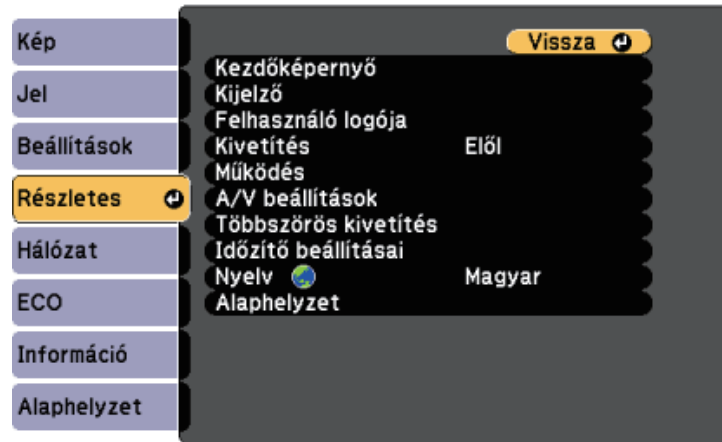 Kép
Jel
Beállítások
Részletes
Hálózat
ECO
Információ
Alaphelyzet
Vissza
Kezdőképernyő
Kijelző
Felhasználó logója
Kivetítés Elől
Működés
A/V beállítások
Többszörös kivetítés
Időzítő beállításai
Nyelv Magyar
Alaphelyzet